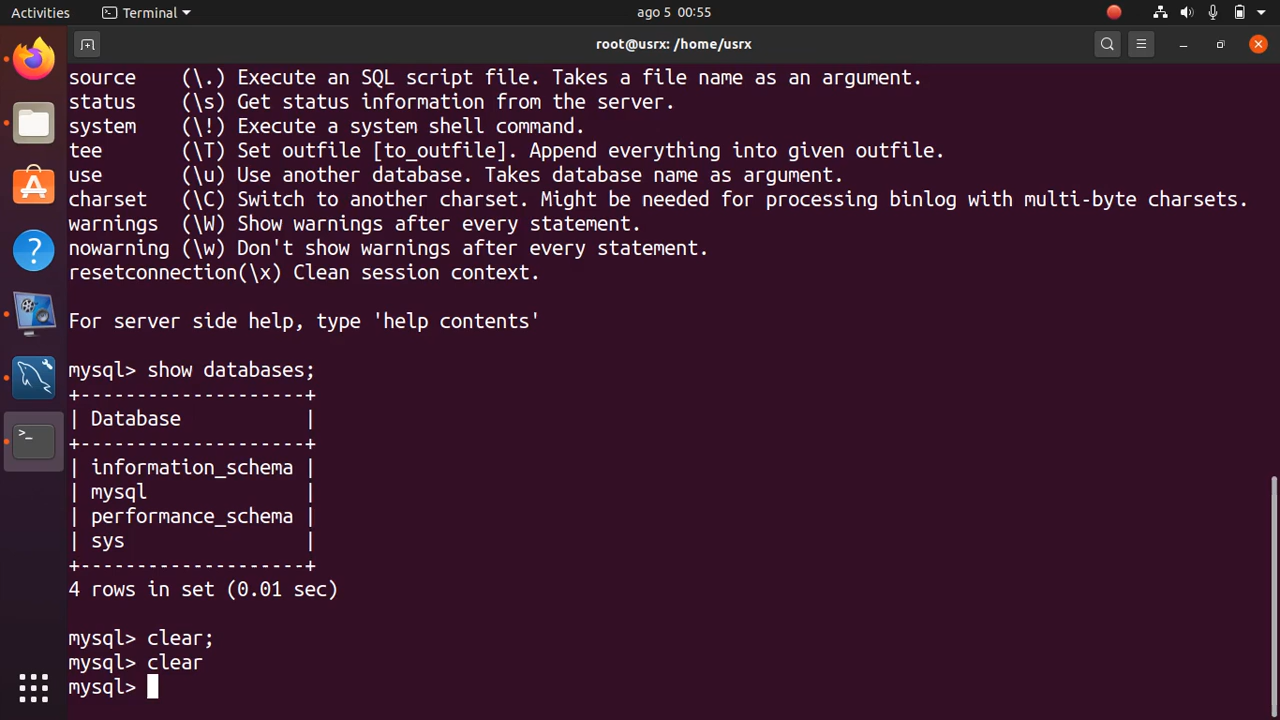 Activities
Terminal
ago 5 00:55
root@usrx: /home/usrx
source    (\.) Execute an SQL script file. Takes a file name as an argument.
status    (\s) Get status information from the server.
system    (\!) Execute a system shell command.
tee       (\T) Set outfile [to_outfile]. Append everything into given outfile.
use       (\u) Use another database. Takes database name as argument.
charset   (\C) Switch to another charset. Might be needed for processing binlog with multi-byte charsets.
warnings  (\W) Show warnings after every statement.
nowarning (\w) Don't show warnings after every statement.
resetconnection(\x) Clean session context.
For server side help, type 'help contents'
mysql> show databases;
+--------------------+
| Database           |
+--------------------+
| information_schema |
| mysql              |
| performance_schema |
| sys                |
+--------------------+
4 rows in set (0.01 sec)
mysql> clear;
mysql> clear
mysql>